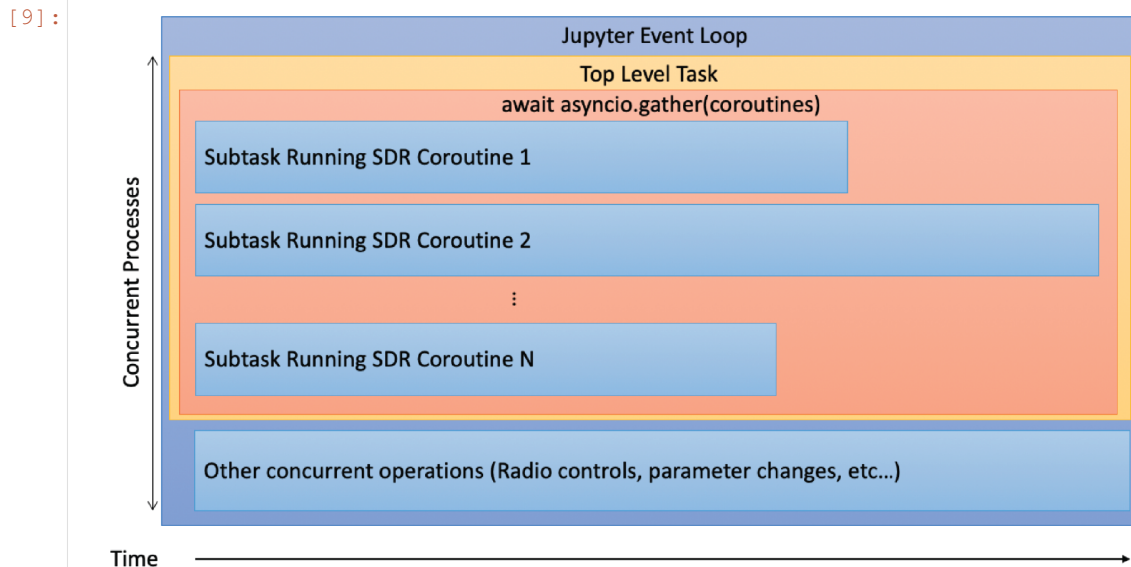 [9]:
Jupyter Event Loop
Top Level Task
await asyncio.gather(coroutines)
Subtask Running SDR Coroutine 1
Subtask Running SDR Coroutine 2
⋮
Subtask Running SDR Coroutine N
Other concurrent operations (Radio controls, parameter changes, etc...)
Concurrent Processes
Time